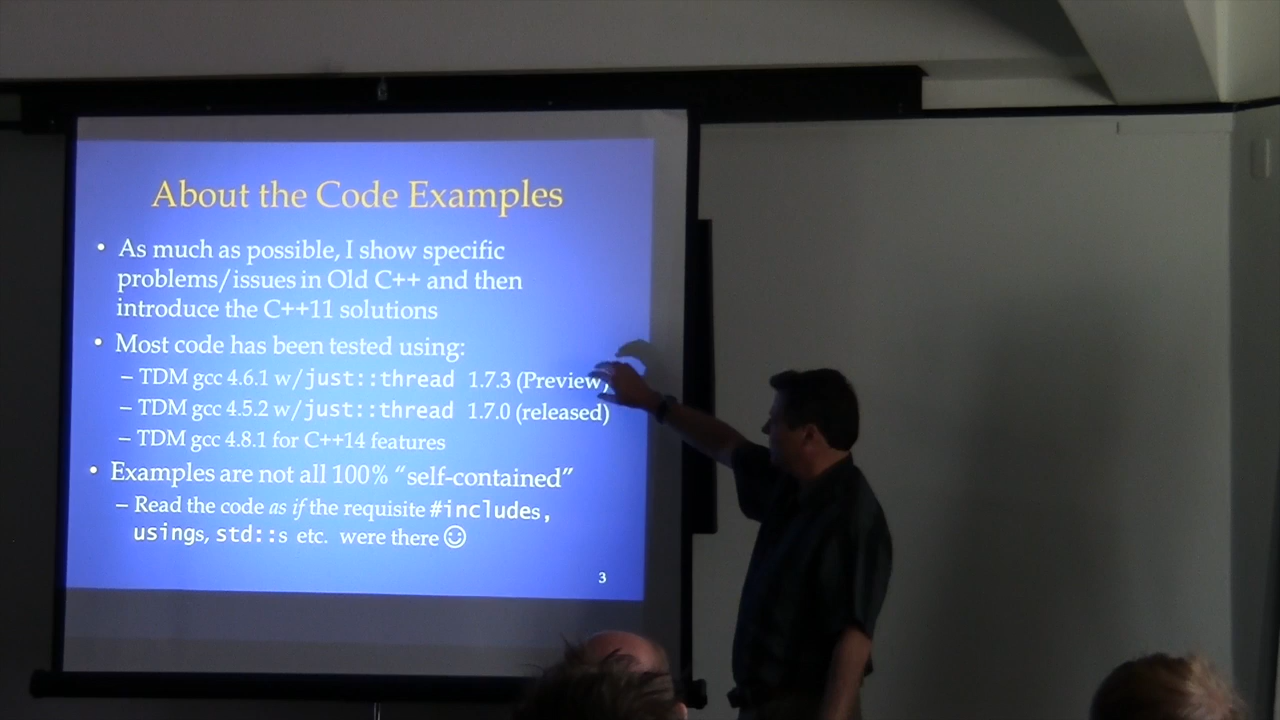 About the Code Examples
• As much as possible, I show specific
problems/issues in Old C++ and then
introduce the C++11 solutions
• Most code has been tested using:
– TDM gcc 4.6.1 w/just::thread 1.7.3 (Preview)
– TDM gcc 4.5.2 w/just::thread 1.7.0 (released)
– TDM gcc 4.8.1 for C++14 features
• Examples are not all 100% “self-contained”
– Read the code as if the requisite #includes,
usings, std::s etc. were there ☺
3